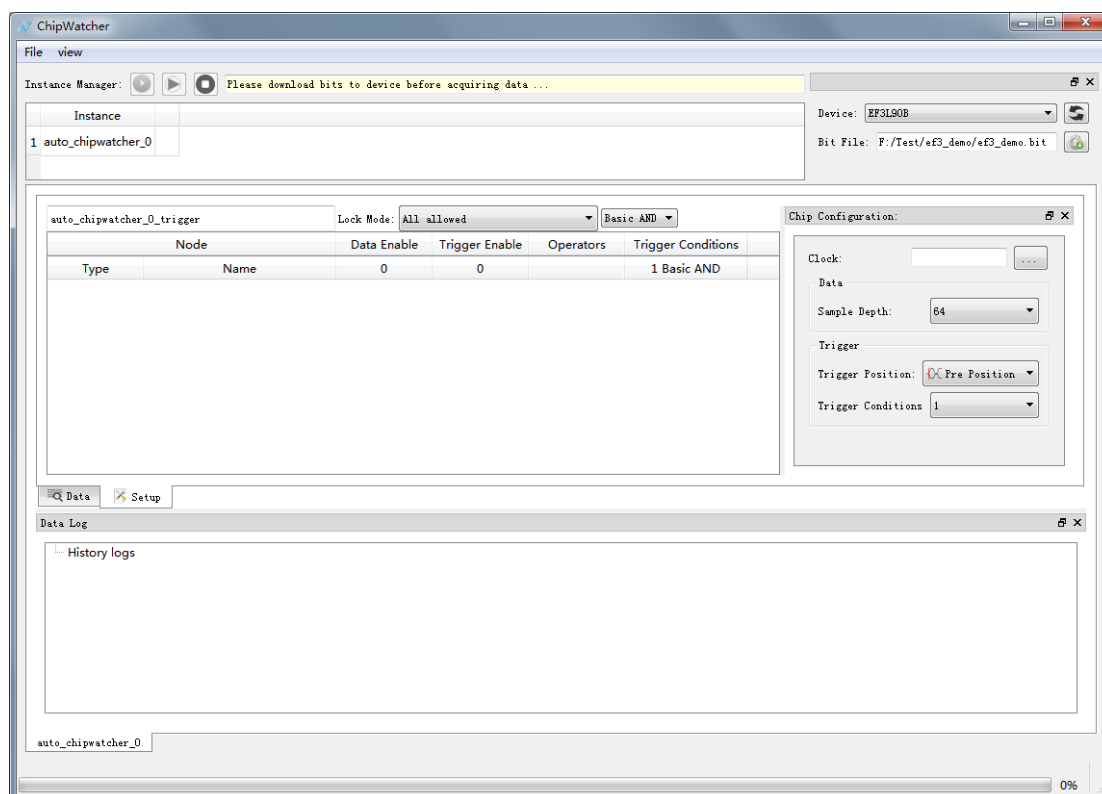 ChipWatcher
File view
Instance Manager: Please download bits to device before acquiring data ...
Instance
1 auto_chipwatcher_0
Device: EF3L90B
Bit File: F:/Test/ef3_demo/ef3_demo.bit
auto_chipwatcher_0_trigger Lock Mode: All allowed Basic AND
Node Data Enable Trigger Enable Operators Trigger Conditions
Type Name 0 0 1 Basic AND
Chip Configuration:
Clock: ...
Data
Sample Depth: 64
Trigger
Trigger Position: Pre Position
Trigger Conditions 1
Data Setup
Data Log
History logs
auto_chipwatcher_0
0%